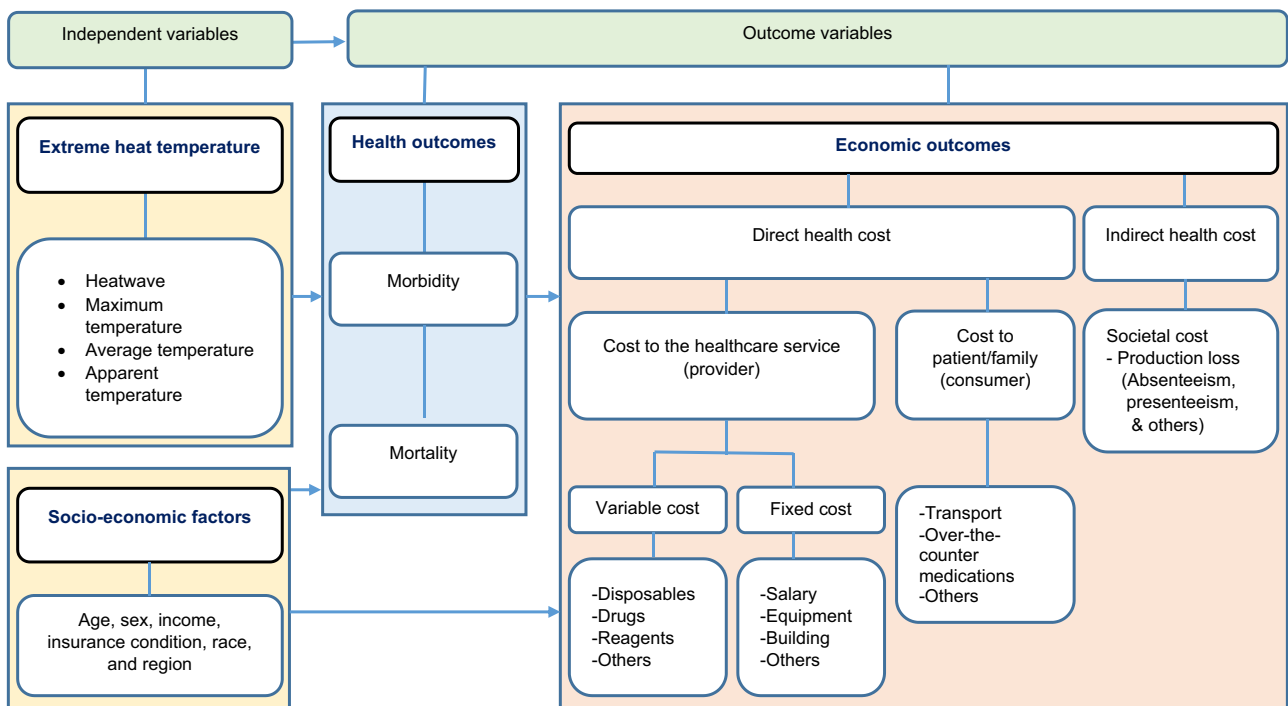 Independent variables
Outcome variables
Extreme heat temperature
• Heatwave
• Maximum
temperature
• Average temperature
• Apparent
temperature
Socio-economic factors
Age, sex, income,
insurance condition, race,
and region
Health outcomes
Morbidity
Mortality
Economic outcomes
Direct health cost
Indirect health cost
Cost to the healthcare service
(provider)
Cost to
patient/family
(consumer)
Societal cost
- Production loss
(Absenteeism,
presenteeism,
& others)
Variable cost
Fixed cost
-Disposables
-Drugs
-Reagents
-Others
-Salary
-Equipment
-Building
-Others
-Transport
-Over-the-
counter
medications
-Others